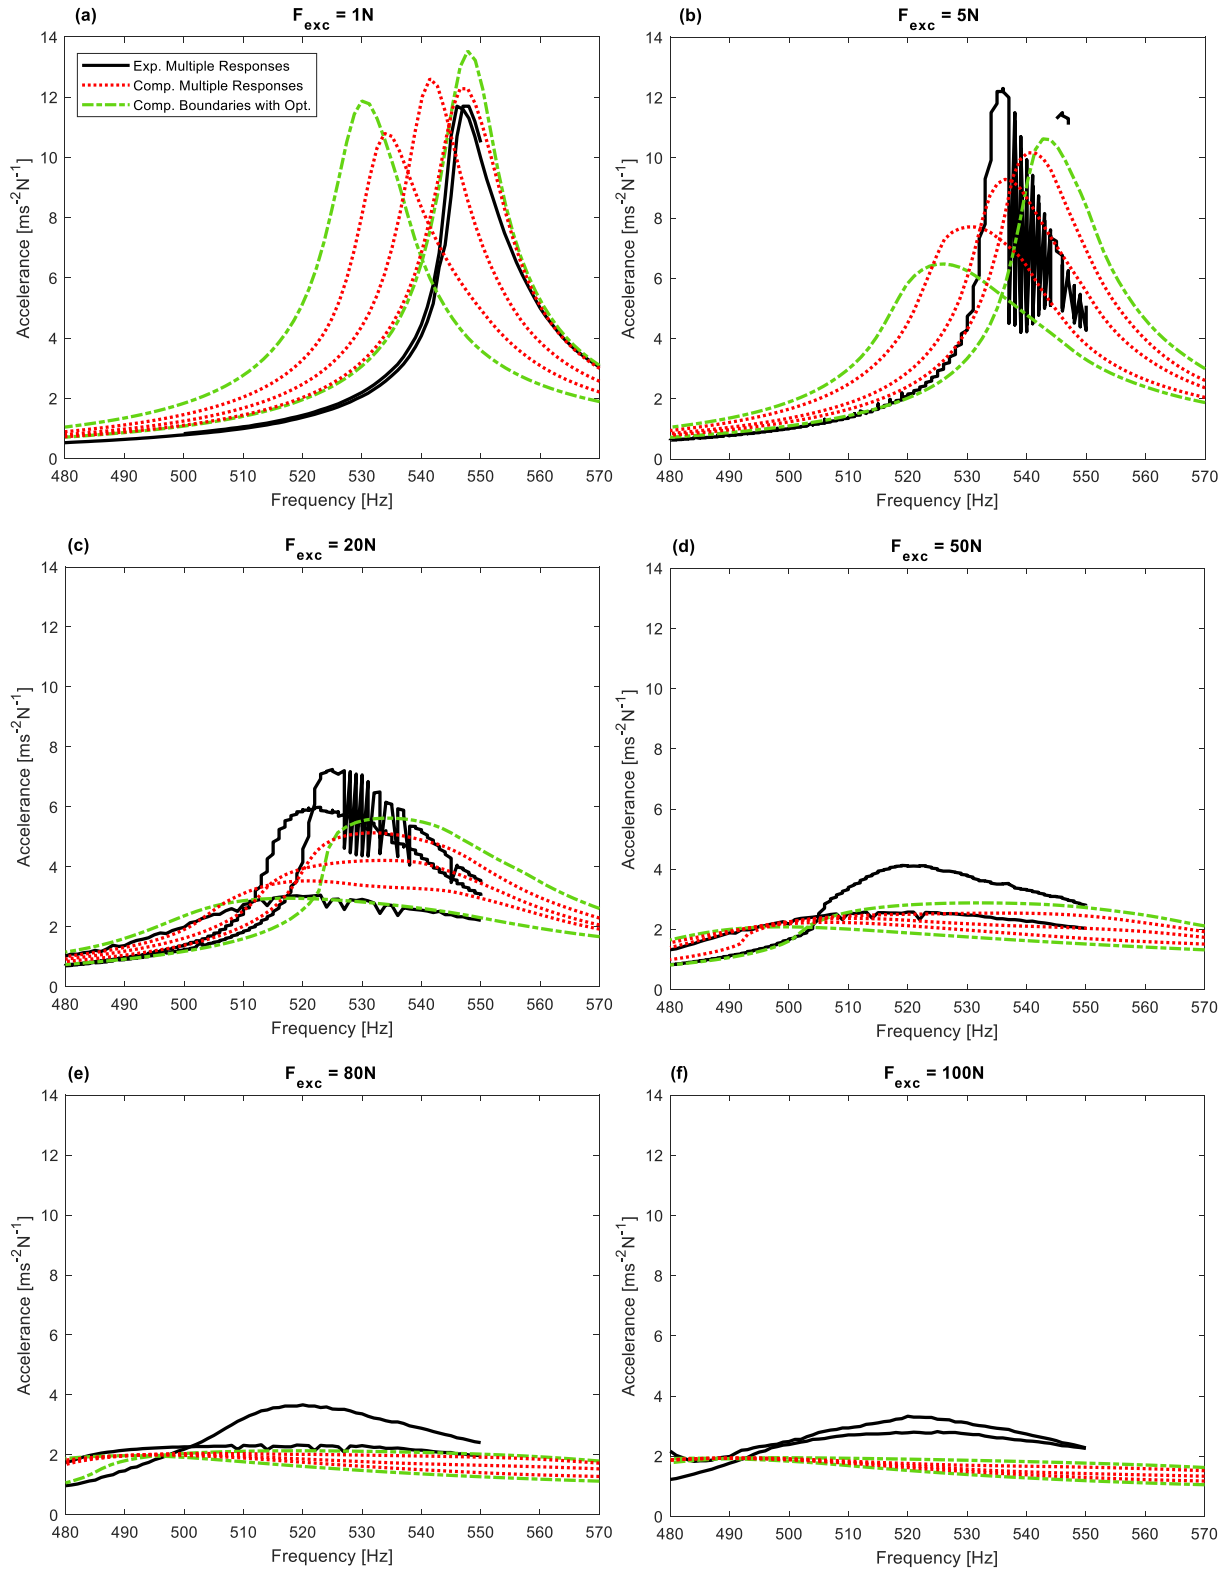 (a) F_exc = 1N
14
12
10
8
6
4
2
0
Accelerance [ms⁻²N⁻¹]
Exp. Multiple Responses
Comp. Multiple Responses
Comp. Boundaries with Opt.
480 490 500 510 520 530 540 550 560 570
Frequency [Hz]
(b) F_exc = 5N
14
12
10
8
6
4
2
0
Accelerance [ms⁻²N⁻¹]
480 490 500 510 520 530 540 550 560 570
Frequency [Hz]
(c) F_exc = 20N
14
12
10
8
6
4
2
0
Accelerance [ms⁻²N⁻¹]
480 490 500 510 520 530 540 550 560 570
Frequency [Hz]
(d) F_exc = 50N
14
12
10
8
6
4
2
0
Accelerance [ms⁻²N⁻¹]
480 490 500 510 520 530 540 550 560 570
Frequency [Hz]
(e) F_exc = 80N
14
12
10
8
6
4
2
0
Accelerance [ms⁻²N⁻¹]
480 490 500 510 520 530 540 550 560 570
Frequency [Hz]
(f) F_exc = 100N
14
12
10
8
6
4
2
0
Accelerance [ms⁻²N⁻¹]
480 490 500 510 520 530 540 550 560 570
Frequency [Hz]